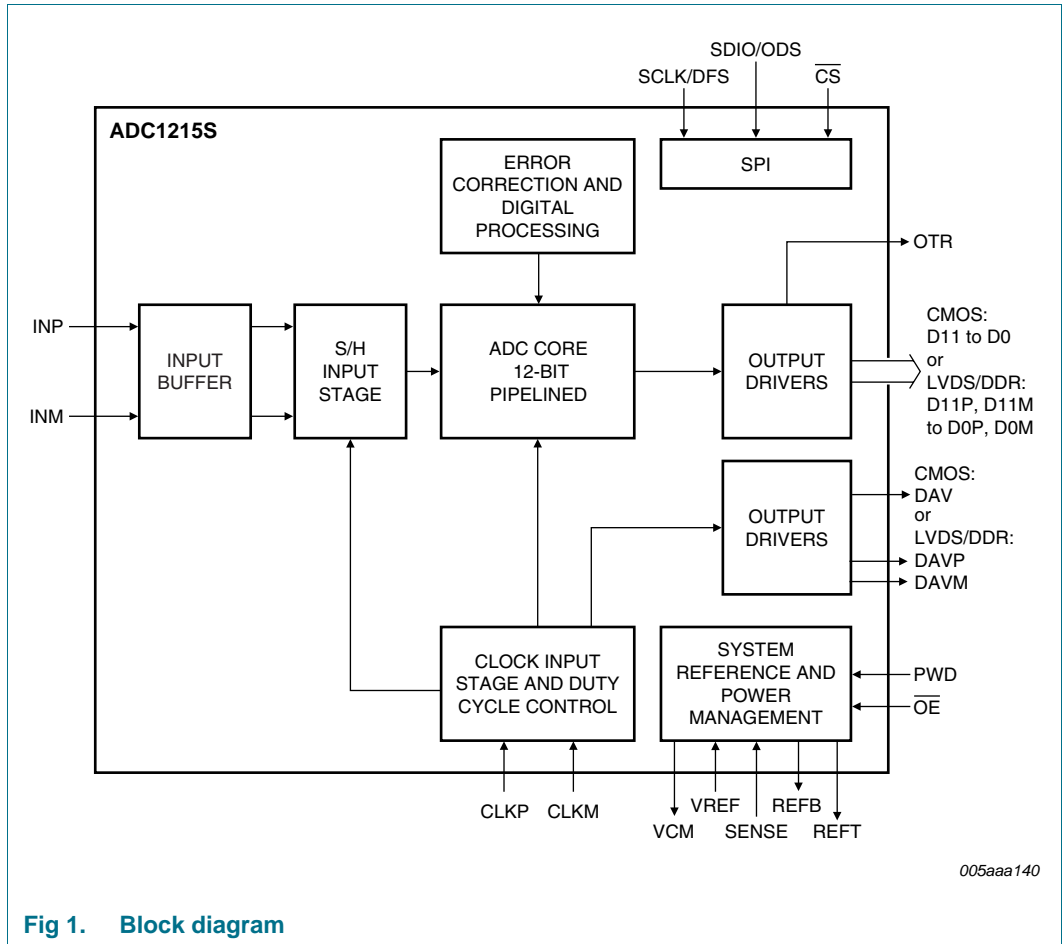 SDIO/ODS
SCLK/DFS
CS
ADC1215S
ERROR
CORRECTION AND
DIGITAL
PROCESSING
SPI
OTR
INP
INM
INPUT
BUFFER
S/H
INPUT
STAGE
ADC CORE
12-BIT
PIPELINED
OUTPUT
DRIVERS
CMOS:
D11 to D0
or
LVDS/DDR:
D11P, D11M
to D0P, D0M
OUTPUT
DRIVERS
CMOS:
DAV
or
LVDS/DDR:
DAVP
DAVM
CLOCK INPUT
STAGE AND DUTY
CYCLE CONTROL
SYSTEM
REFERENCE AND
POWER
MANAGEMENT
PWD
OE
CLKP CLKM
VCM
VREF
SENSE
REFB
REFT
005aaa140
Fig 1. Block diagram